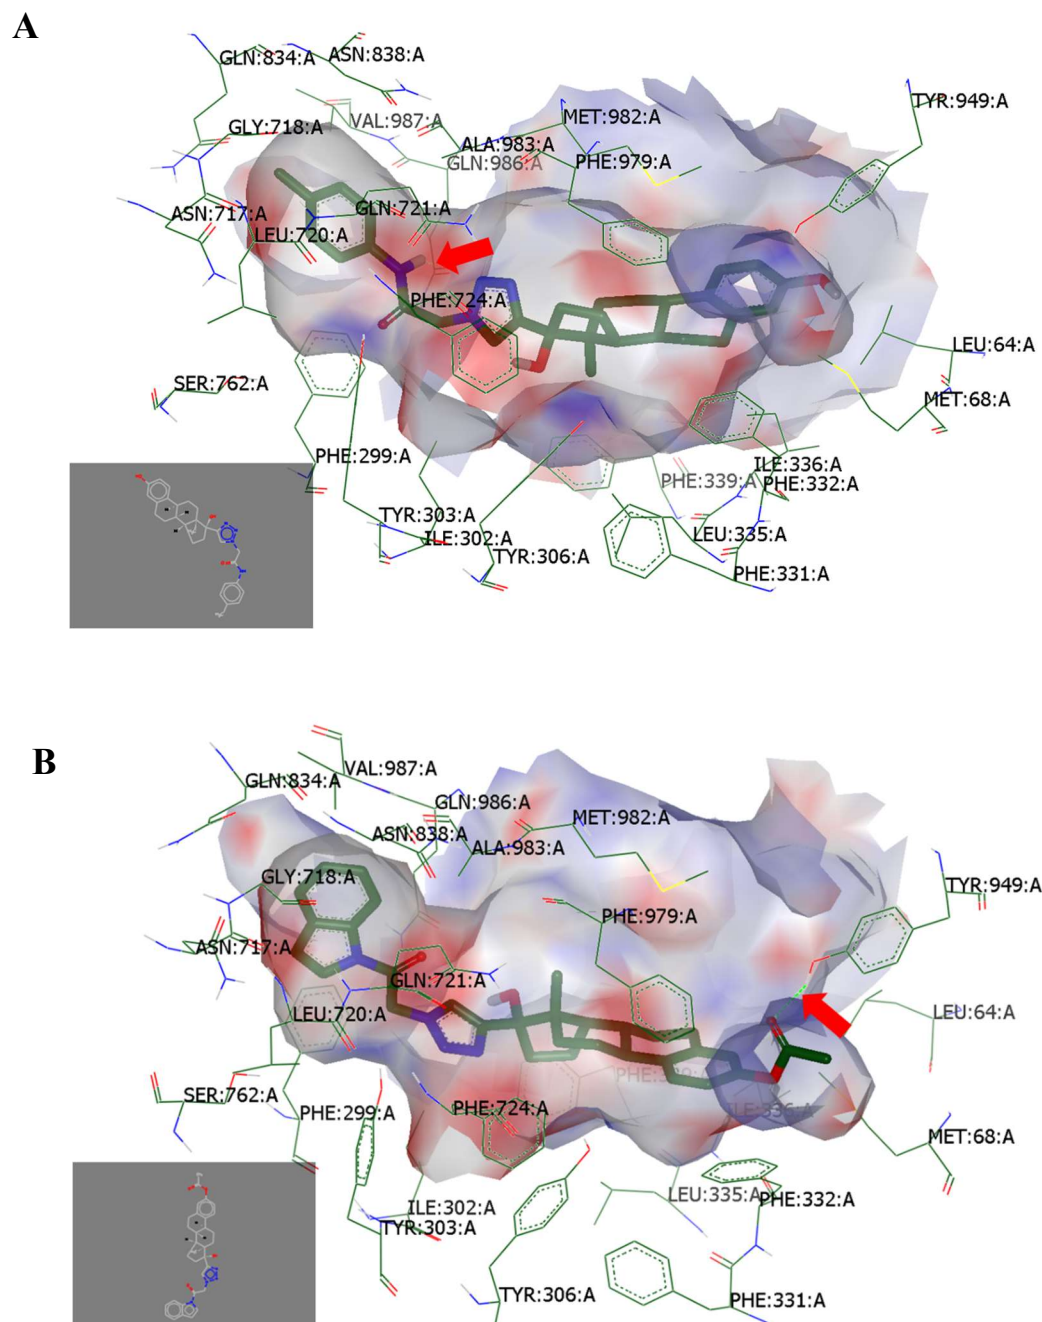 A
GLN:834:A
ASN:838:A
TYR:949:A
VAL:987:A
MET:982:A
GLY:718:A
ALA:983:A
GLN:986:A
PHE:979:A
ASN:717:A
GLN:721:A
LEU:720:A
PHE:724:A
LEU:64:A
SER:762:A
MET:68:A
PHE:299:A
ILE:336:A
PHE:339:A
PHE:332:A
TYR:303:A
ILE:302:A
LEU:335:A
TYR:306:A
PHE:331:A
B
VAL:987:A
GLN:834:A
GLN:986:A
MET:982:A
ASN:838:A
ALA:983:A
GLY:718:A
TYR:949:A
PHE:979:A
ASN:717:A
GLN:721:A
LEU:720:A
LEU:64:A
SER:762:A
PHE:299:A
PHE:724:A
ILE:336:A
MET:68:A
ILE:302:A
LEU:335:A
PHE:332:A
TYR:303:A
TYR:306:A
PHE:331:A